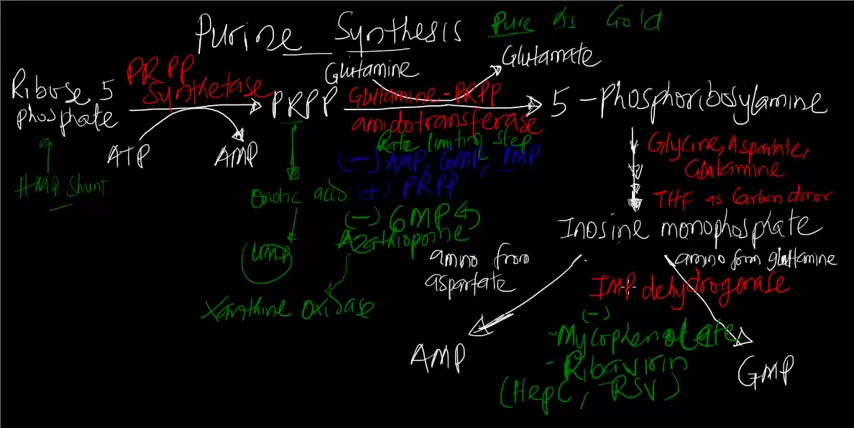 Purine Synthesis
Pure As Gold
Ribose 5
phosphate
PRPP
Synthetase
ATP
AMP
HMP Shunt
PRPP
Glutamine
Glutamate
Glutamine-PRPP
amidotransferase
Rate limiting step
(-) AMP, GMP, IMP
(+) PRPP
(-) 6MP &
Azathioprine
Xanthine Oxidase
Orotic acid
UMP
5-phosphoribosylamine
Glycine, Aspartate,
Glutamine
THF as Carbon donor
Inosine monophosphate
amino from
aspartate
amino form glutamine
IMP dehydrogenase
(-)
-Mycophenolate
-Ribavirin
(HepC, RSV)
AMP
GMP